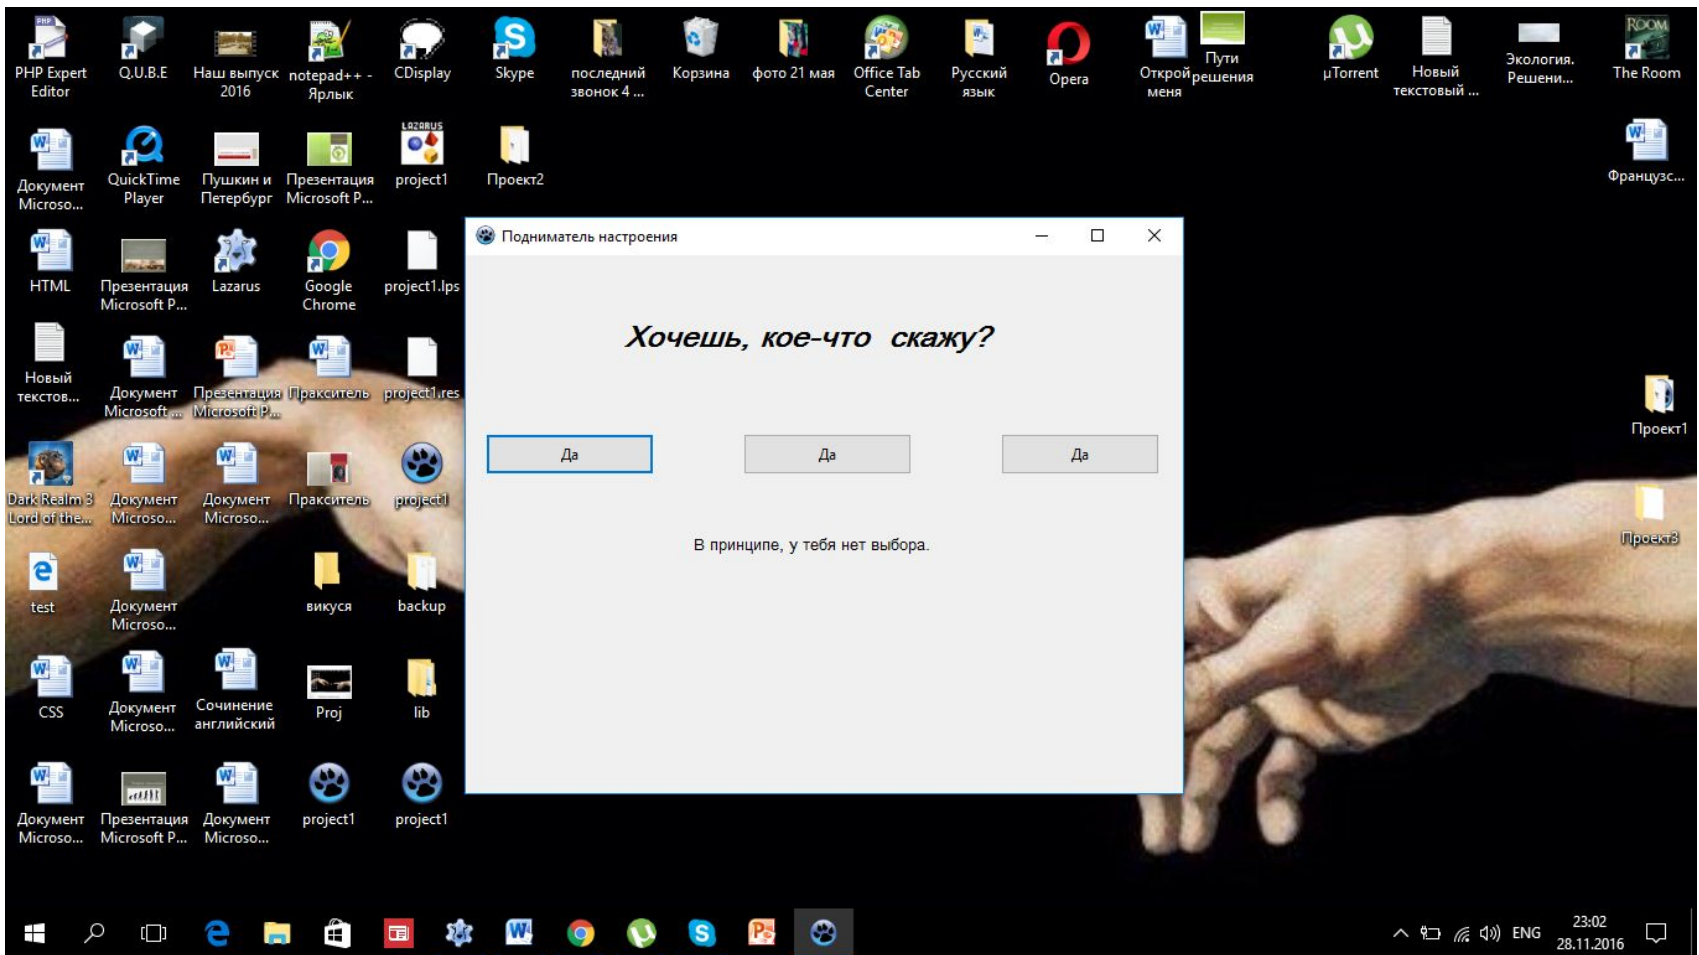 PHP Expert
Editor
Q.U.B.E
Наш выпуск
2016
notepad++ -
Ярлык
CDisplay
Skype
последний
звонок 4 ...
Корзина
фото 21 мая
Office Tab
Center
Русский
язык
Opera
Открой
меня
Пути
решения
µTorrent
Новый
текстовый ...
Экология.
Решени...
ROOM
The Room
Документ
Microso...
QuickTime
Player
Пушкин и
Петербург
Презентация
Microsoft P...
LAZARUS
project1
Проект2
Французс...
HTML
Презентация
Microsoft P...
Lazarus
Google
Chrome
project1.lps
Новый
текстов...
Документ
Microsoft ...
Презентация
Microsoft P...
Пракситель
project1.res
Проект1
Dark Realm 3
Lord of the...
Документ
Microso...
Документ
Microso...
Пракситель
project1
Проект3
test
Документ
Microso...
викуся
backup
CSS
Документ
Microso...
Сочинение
английский
Proj
lib
Документ
Microso...
Презентация
Microsoft P...
Документ
Microso...
project1
project1
Подниматель настроения
Хочешь, кое-что скажу?
Да
Да
Да
В принципе, у тебя нет выбора.
ENG
23:02
28.11.2016